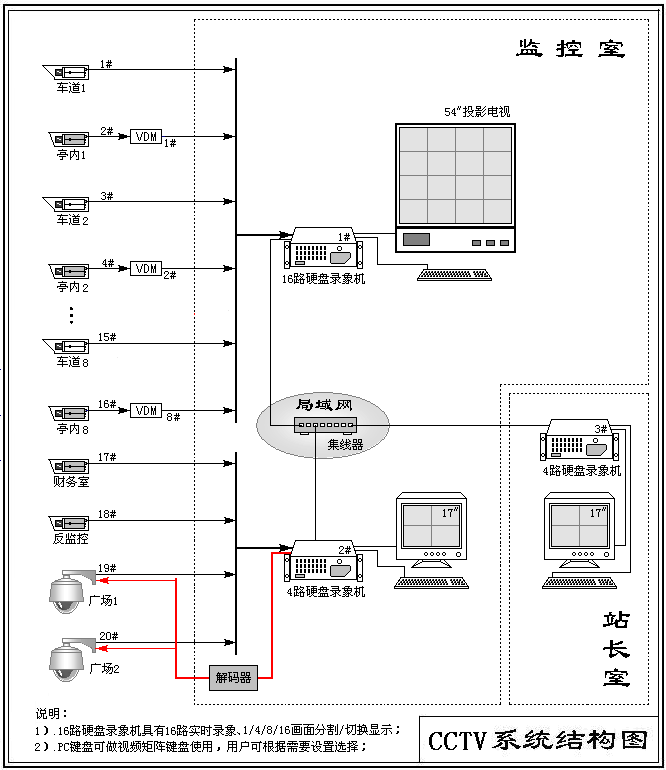 监控室
54"投影电视
1#
车道1
2#
VDM
1#
亭内1
3#
车道2
4#
VDM
2#
亭内2
15#
车道8
16#
VDM
8#
亭内8
17#
财务室
18#
反监控
19#
广场1
20#
广场2
解码器
1#
16路硬盘录象机
局域网
集线器
2#
4路硬盘录象机
17"
3#
4路硬盘录象机
17"
站长室
说明：
1）.16路硬盘录象机具有16路实时录象、1/4/8/16画面分割/切换显示；
2）.PC键盘可做视频矩阵键盘使用，用户可根据需要设置选择；
CCTV系统结构图